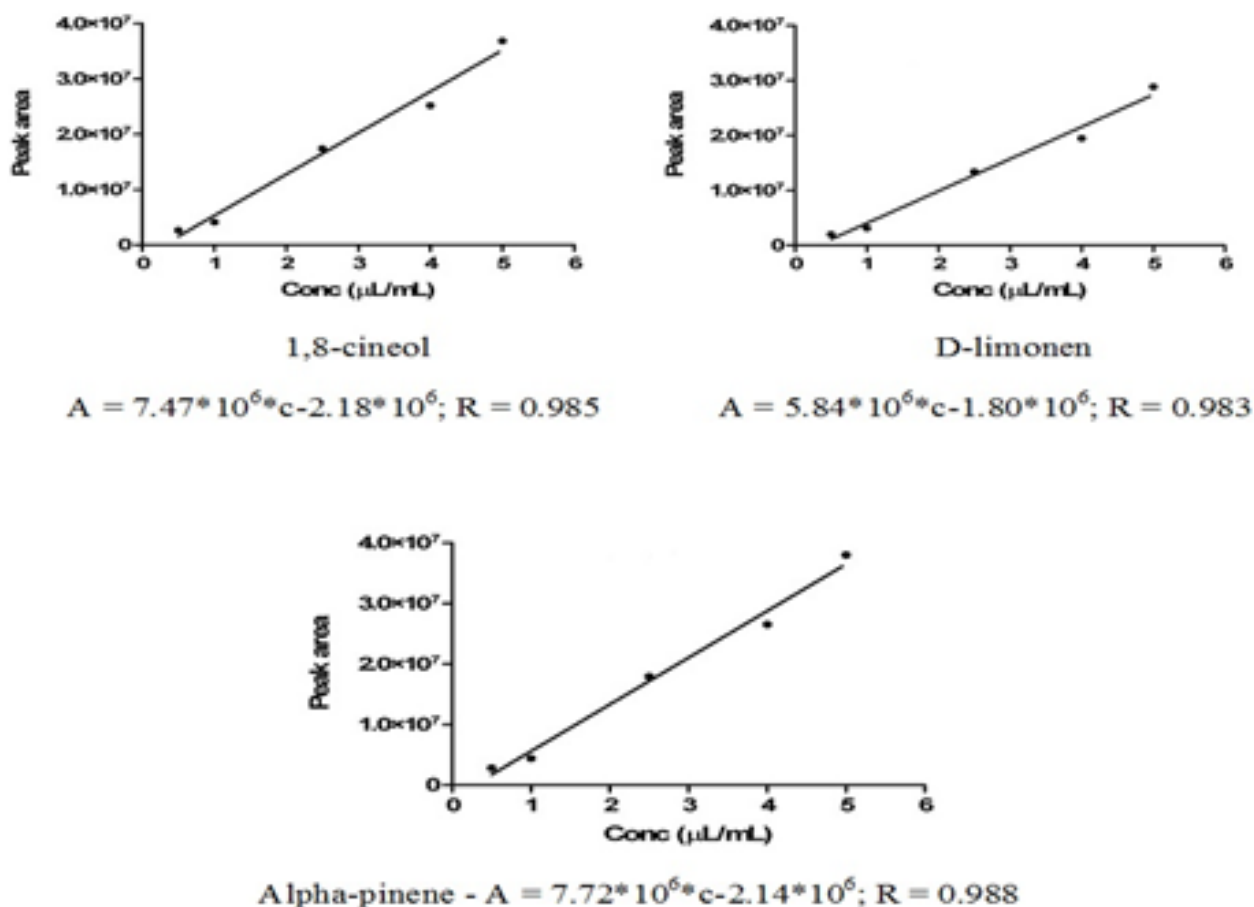 4.0×10⁷
3.0×10⁷
2.0×10⁷
1.0×10⁷
0
Peak area
0 1 2 3 4 5 6
Conc (μL/mL)
1,8-cineol
A = 7.47*10⁶*c-2.18*10⁶; R = 0.985
4.0×10⁷
3.0×10⁷
2.0×10⁷
1.0×10⁷
0
Peak area
0 1 2 3 4 5 6
Conc (μL/mL)
D-limonen
A = 5.84*10⁶*c-1.80*10⁶; R = 0.983
4.0×10⁷
3.0×10⁷
2.0×10⁷
1.0×10⁷
0
Peak area
0 1 2 3 4 5 6
Conc (μL/mL)
Alpha-pinene - A = 7.72*10⁶*c-2.14*10⁶; R = 0.988